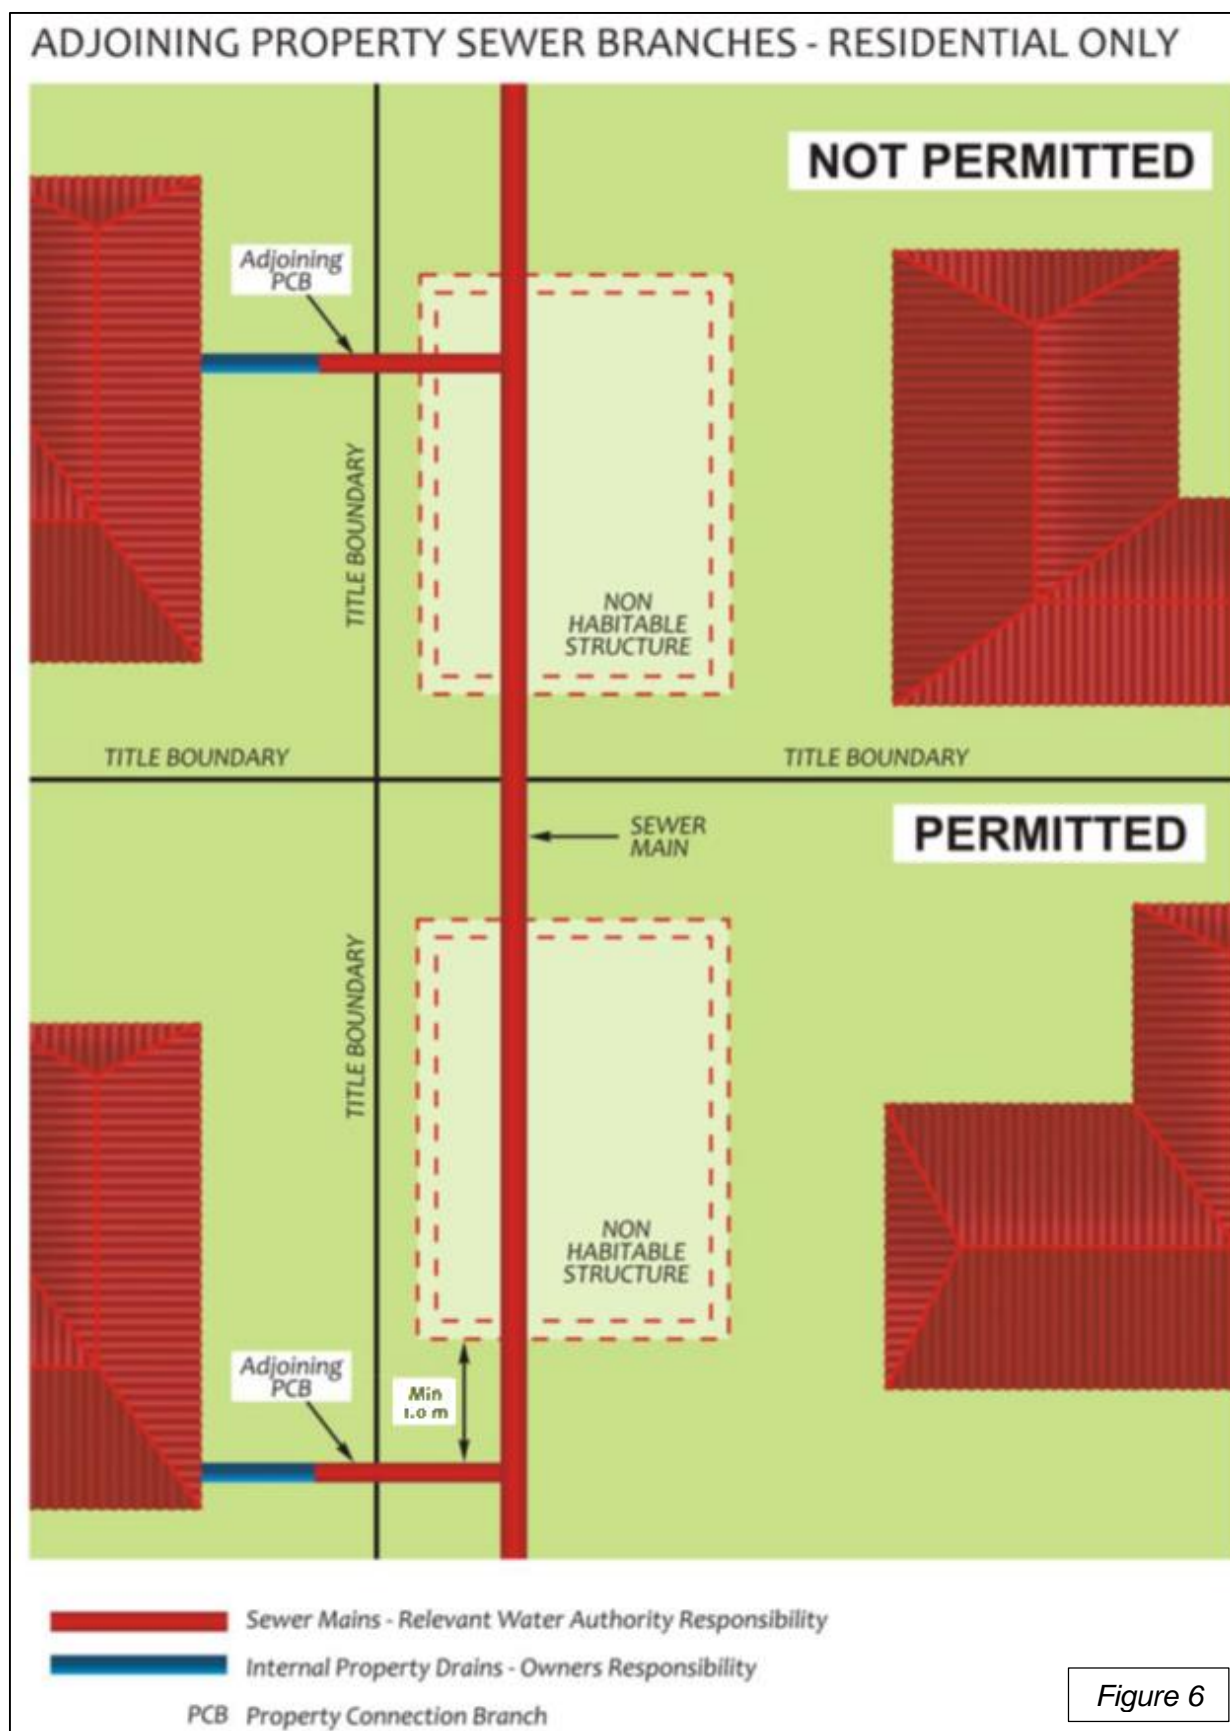 ADJOINING PROPERTY SEWER BRANCHES - RESIDENTIAL ONLY
NOT PERMITTED
Adjoining
PCB
TITLE BOUNDARY
NON
HABITABLE
STRUCTURE
TITLE BOUNDARY
TITLE BOUNDARY
SEWER
MAIN
PERMITTED
TITLE BOUNDARY
NON
HABITABLE
STRUCTURE
Adjoining
PCB
Min
1.0 m
Sewer Mains - Relevant Water Authority Responsibility
Internal Property Drains - Owners Responsibility
PCB Property Connection Branch
Figure 6